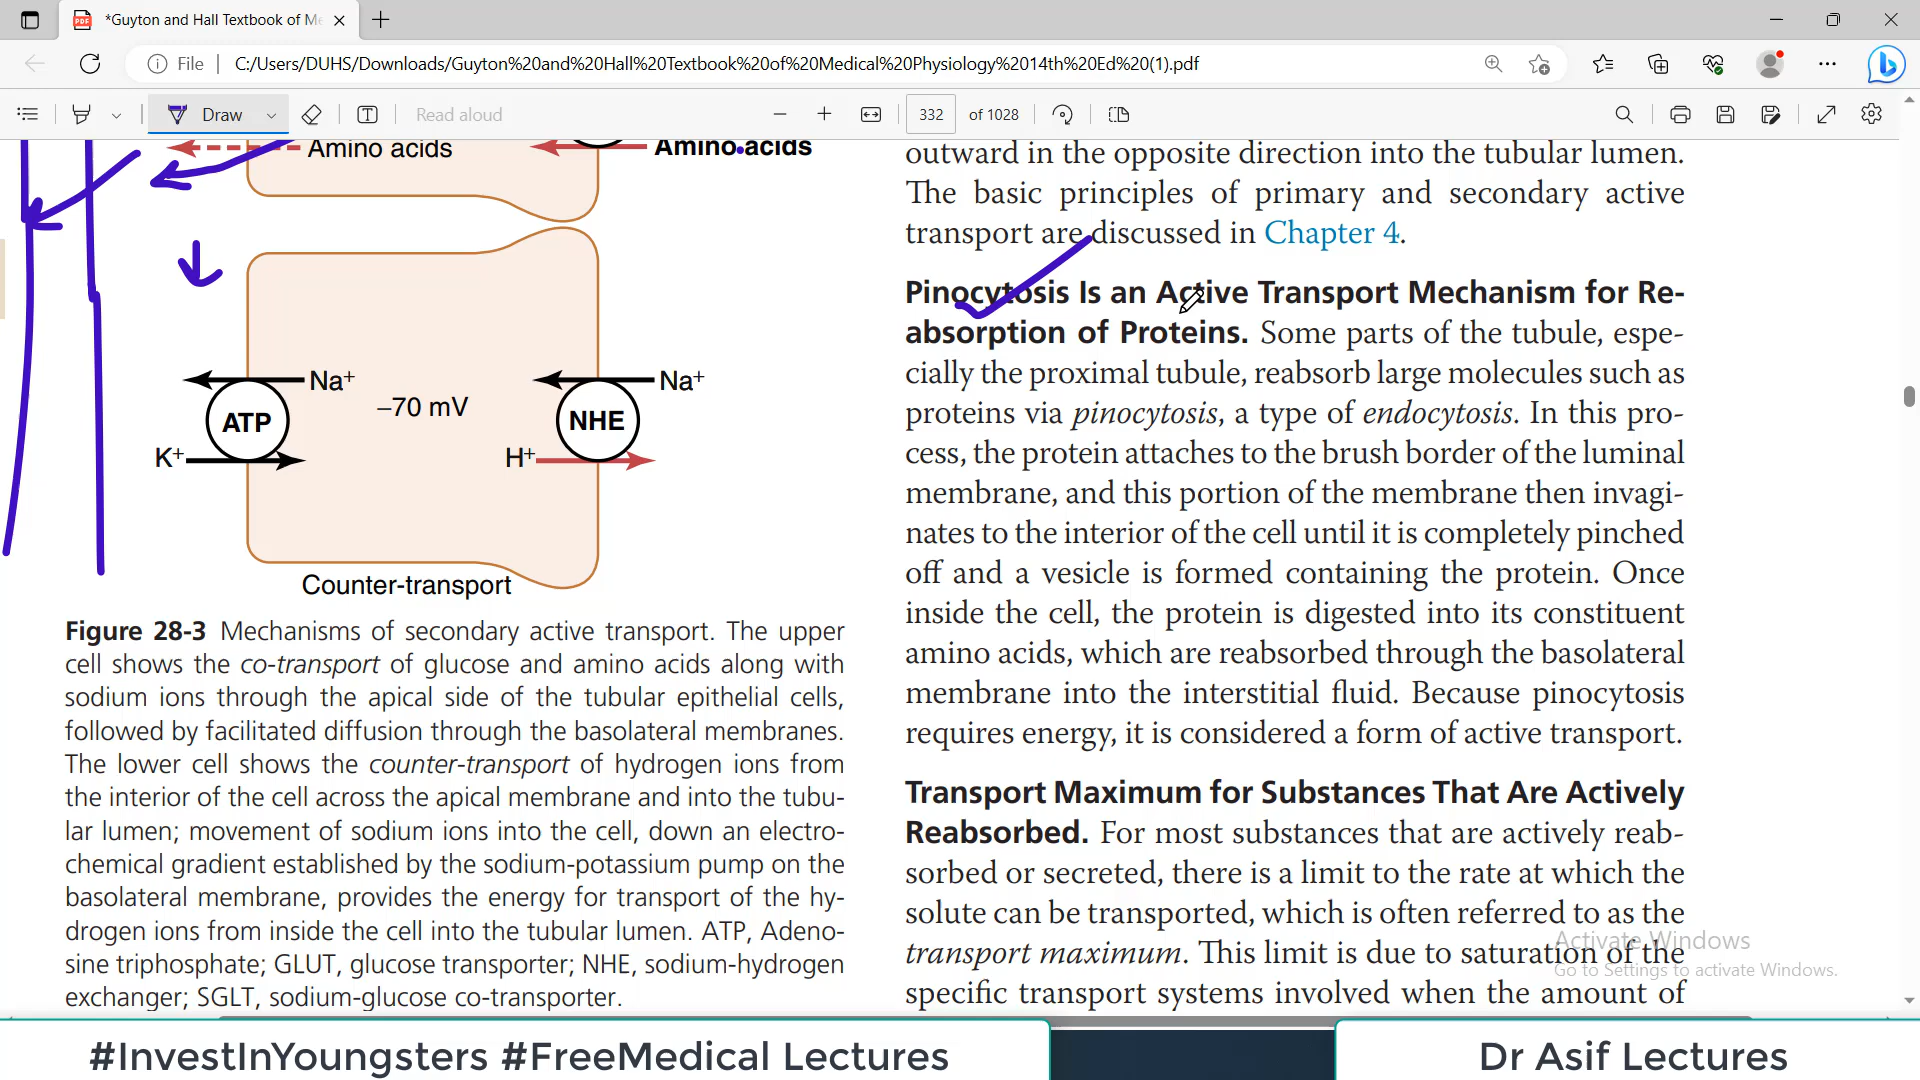 *Guyton and Hall Textbook of Me
File
C:/Users/DUHS/Downloads/Guyton%20and%20Hall%20Textbook%20of%20Medical%20Physiology%2014th%20Ed%20(1).pdf
Draw
Read aloud
332 of 1028
Amino acids
Amino acids
Na+
-70 mV
Na+
ATP
NHE
K+
H+
Counter-transport
Figure 28-3 Mechanisms of secondary active transport. The upper
cell shows the co-transport of glucose and amino acids along with
sodium ions through the apical side of the tubular epithelial cells,
followed by facilitated diffusion through the basolateral membranes.
The lower cell shows the counter-transport of hydrogen ions from
the interior of the cell across the apical membrane and into the tubu-
lar lumen; movement of sodium ions into the cell, down an electro-
chemical gradient established by the sodium-potassium pump on the
basolateral membrane, provides the energy for transport of the hy-
drogen ions from inside the cell into the tubular lumen. ATP, Adeno-
sine triphosphate; GLUT, glucose transporter; NHE, sodium-hydrogen
exchanger; SGLT, sodium-glucose co-transporter.
outward in the opposite direction into the tubular lumen.
The basic principles of primary and secondary active
transport are discussed in Chapter 4.
Pinocytosis Is an Active Transport Mechanism for Re-
absorption of Proteins. Some parts of the tubule, espe-
cially the proximal tubule, reabsorb large molecules such as
proteins via pinocytosis, a type of endocytosis. In this pro-
cess, the protein attaches to the brush border of the luminal
membrane, and this portion of the membrane then invagi-
nates to the interior of the cell until it is completely pinched
off and a vesicle is formed containing the protein. Once
inside the cell, the protein is digested into its constituent
amino acids, which are reabsorbed through the basolateral
membrane into the interstitial fluid. Because pinocytosis
requires energy, it is considered a form of active transport.
Transport Maximum for Substances That Are Actively
Reabsorbed. For most substances that are actively reab-
sorbed or secreted, there is a limit to the rate at which the
solute can be transported, which is often referred to as the
transport maximum. This limit is due to saturation of the
specific transport systems involved when the amount of
Activate Windows
Go to Settings to activate Windows.
#InvestInYoungsters #FreeMedical Lectures
Dr Asif Lectures